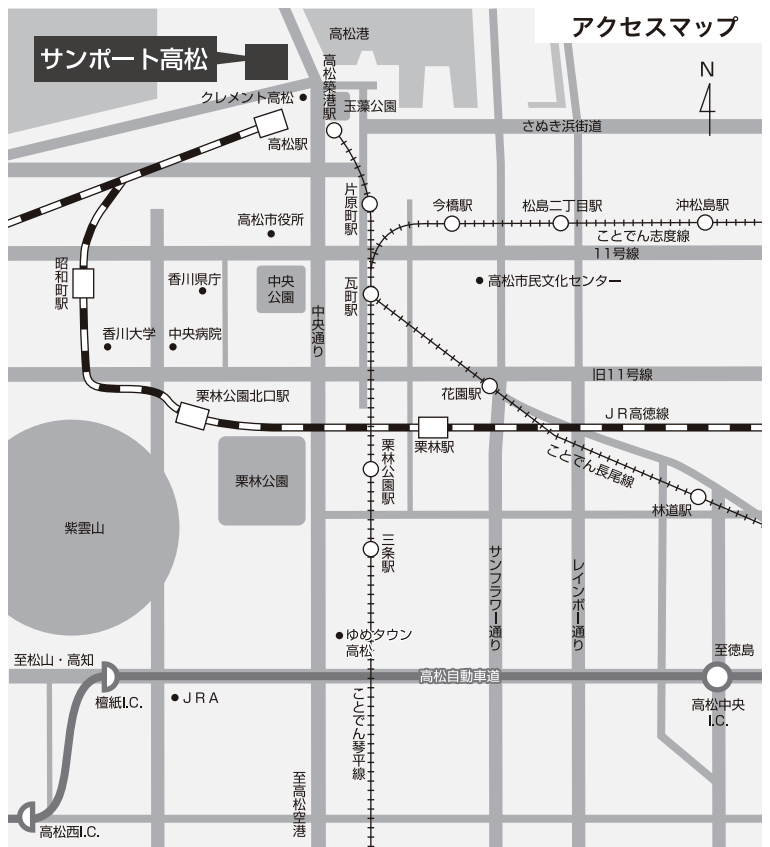 アクセスマップ
高松港
サンポート高松
N
高松築港駅
クレメント高松
玉藻公園
さぬき浜街道
高松駅
片原町駅
今橋駅
松島二丁目駅
沖松島駅
高松市役所
ことでん志度線
11号線
昭和町駅
香川県庁
中央
公園
瓦町駅
高松市民文化センター
中央通り
香川大学
中央病院
旧11号線
栗林公園北口駅
花園駅
JR高徳線
栗林駅
栗林公園駅
ことでん長尾線
栗林公園
林道駅
紫雲山
三条駅
サンフラワー通り
レインボー通り
ゆめタウン
高松
至松山・高知
至徳島
高松自動車道
檀紙I.C.
JRA
高松中央
I.C.
ことでん琴平線
至高松空港
高松西I.C.